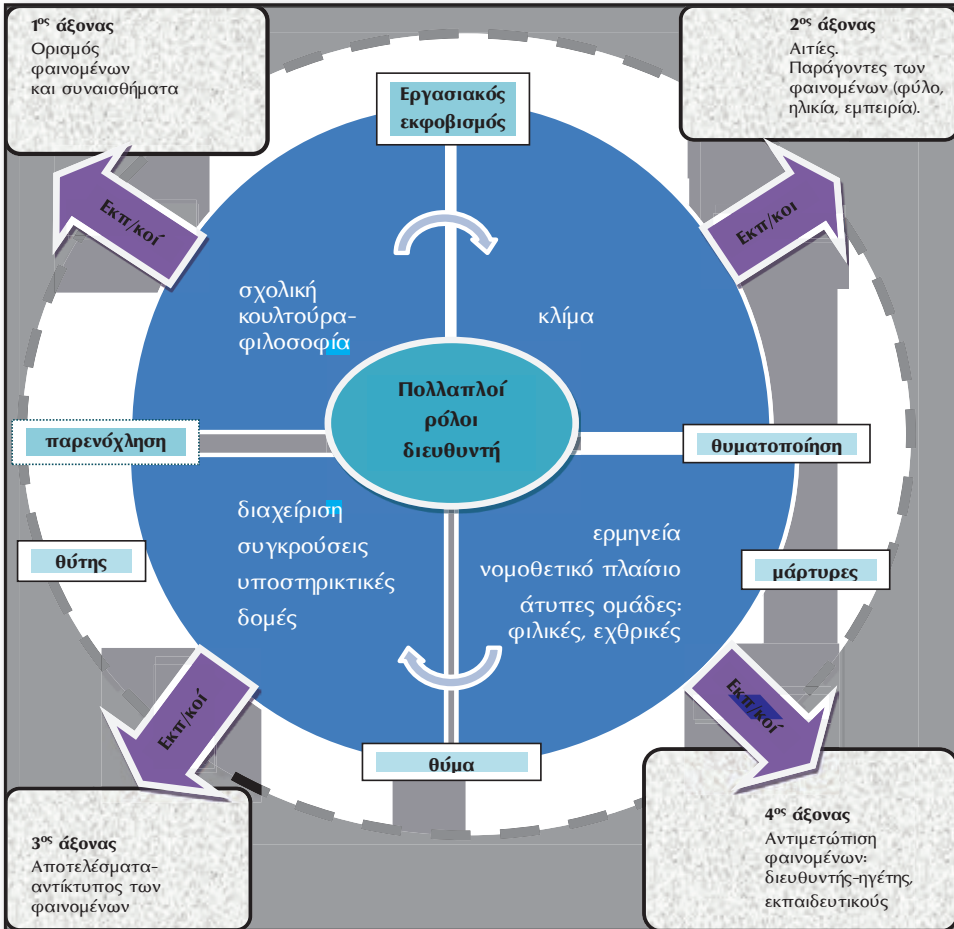 1ος άξονας
Ορισμός
φαινομένων
και συναισθήματα
2ος άξονας
Αιτίες.
Παράγοντες των
φαινομένων (φύλο,
ηλικία, εμπειρία).
Εργασιακός
εκφοβισμός
Εκπ/κοί
Εκπ/κοι
σχολική
κουλτούρα-
φιλοσοφία
κλίμα
Πολλαπλοί
ρόλοι
διευθυντή
παρενόχληση
θυματοποίηση
διαχείριση
συγκρούσεις
υποστηρικτικές
δομές
ερμηνεία
νομοθετικό πλαίσιο
άτυπες ομάδες:
φιλικές, εχθρικές
θύτης
μάρτυρες
Εκπ/κοί
Εκπ/κοί
θύμα
3ος άξονας
Αποτελέσματα-
αντίκτυπος των
φαινομένων
4ος άξονας
Αντιμετώπιση
φαινομένων:
διευθυντής-ηγέτης,
εκπαιδευτικούς